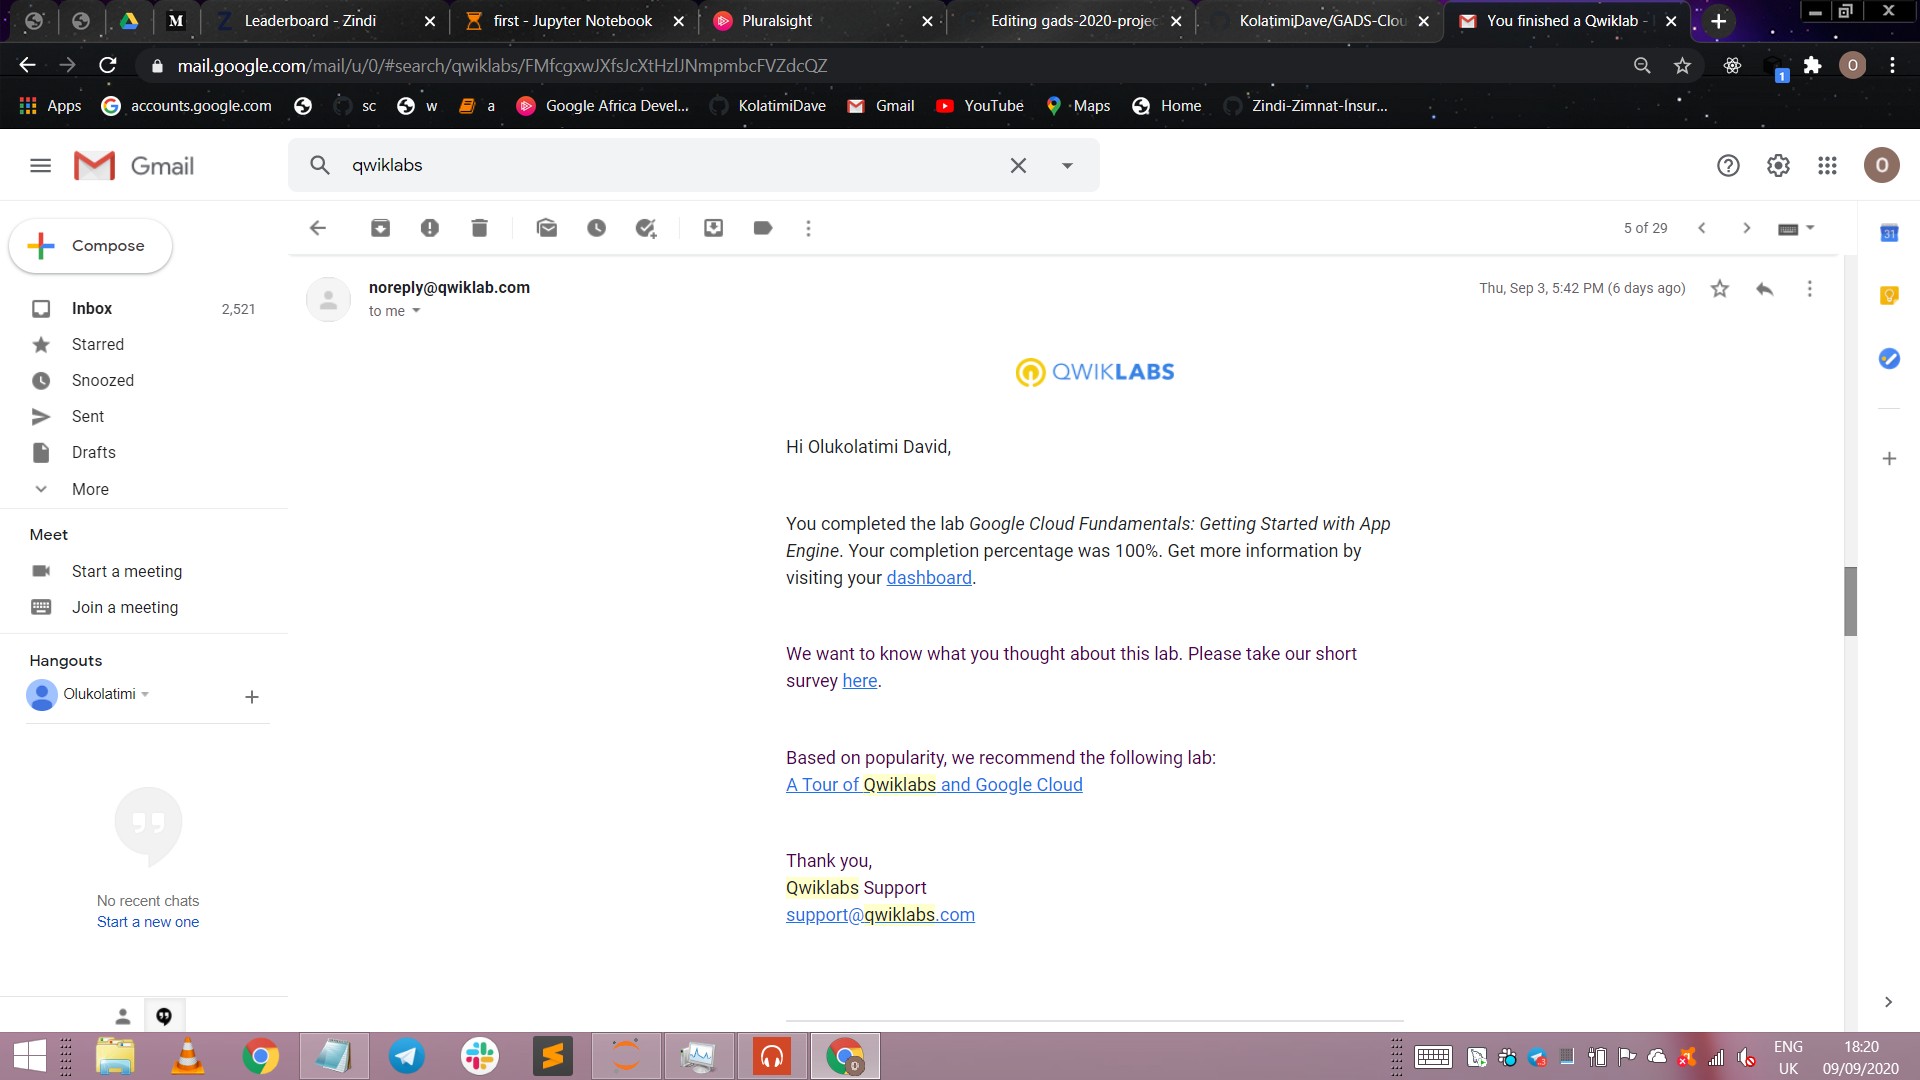 Leaderboard - Zindi
first - Jupyter Notebook
Pluralsight
Editing gads-2020-projec
KolatimiDave/GADS-Clou
You finished a Qwiklab -
mail.google.com/mail/u/0/#search/qwiklabs/FMfcgxwJXfsJcXtHzlJNmpmbcFVZdcQZ
O
1
Apps
accounts.google.com
sc
w
a
Google Africa Devel...
KolatimiDave
Gmail
YouTube
Maps
Home
Zindi-Zimnat-Insur...
Gmail
qwiklabs
O
Compose
5 of 29
31
Inbox 2,521
Starred
Snoozed
Sent
Drafts
More
Meet
Start a meeting
Join a meeting
Hangouts
Olukolatimi
No recent chats
Start a new one
noreply@qwiklab.com
Thu, Sep 3, 5:42 PM (6 days ago)
to me
QWIKLABS
Hi Olukolatimi David,
You completed the lab Google Cloud Fundamentals: Getting Started with App
Engine. Your completion percentage was 100%. Get more information by
visiting your dashboard.
We want to know what you thought about this lab. Please take our short
survey here.
Based on popularity, we recommend the following lab:
A Tour of Qwiklabs and Google Cloud
Thank you,
Qwiklabs Support
support@qwiklabs.com
ENG
UK
18:20
09/09/2020